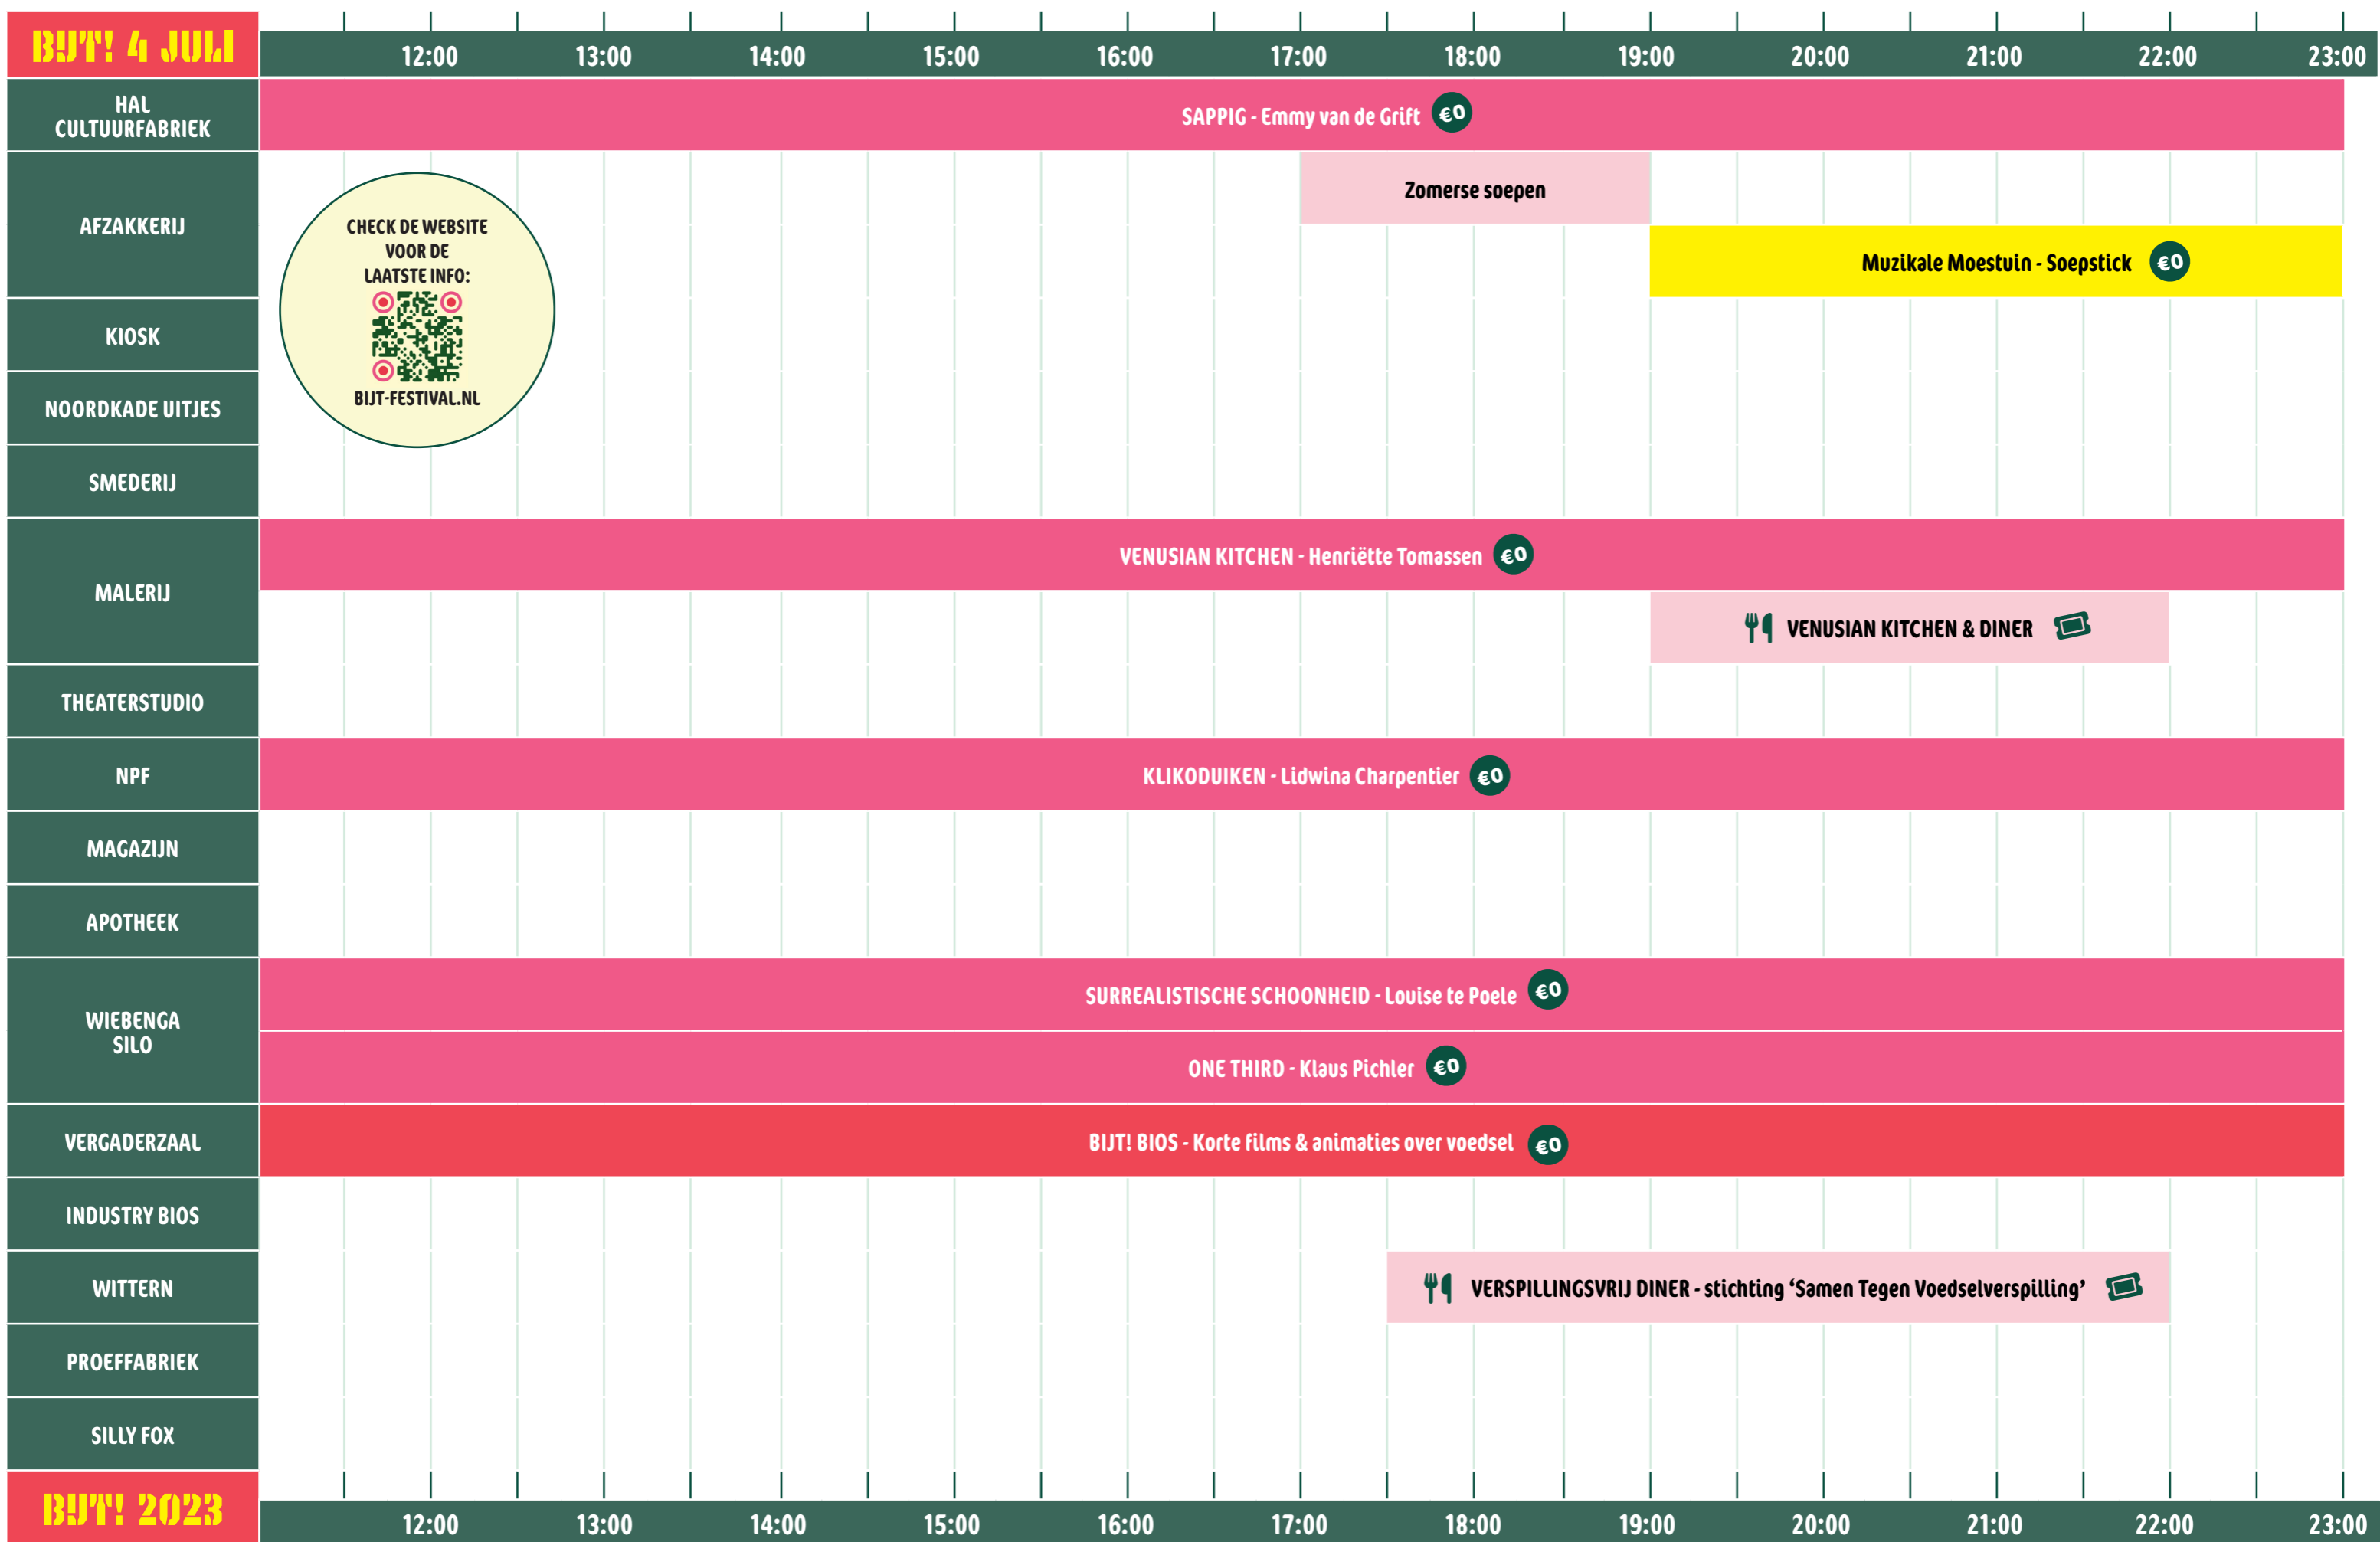 BIJT! 4 JULI
12:00 13:00 14:00 15:00 16:00 17:00 18:00 19:00 20:00 21:00 22:00 23:00
HAL
CULTUURFABRIEK
SAPPIG - Emmy van de Grift €0
AFZAKKERIJ
Zomerse soepen
Muzikale Moestuin - Soepstick €0
CHECK DE WEBSITE
VOOR DE
LAATSTE INFO:
BIJT-FESTIVAL.NL
KIOSK
NOORDKADE UITJES
SMEDERIJ
MALERIJ
VENUSIAN KITCHEN - Henriëtte Tomassen €0
VENUSIAN KITCHEN & DINER
THEATERSTUDIO
NPF
KLIKODUIKEN - Lidwina Charpentier €0
MAGAZIJN
APOTHEEK
WIEBENGA
SILO
SURREALISTISCHE SCHOONHEID - Louise te Poele €0
ONE THIRD - Klaus Pichler €0
VERGADERZAAL
BIJT! BIOS - Korte films & animaties over voedsel €0
INDUSTRY BIOS
WITTERN
VERSPILLINGSVRIJ DINER - stichting ‘Samen Tegen Voedselverspilling’
PROEFFABRIEK
SILLY FOX
BIJT! 2023
12:00 13:00 14:00 15:00 16:00 17:00 18:00 19:00 20:00 21:00 22:00 23:00